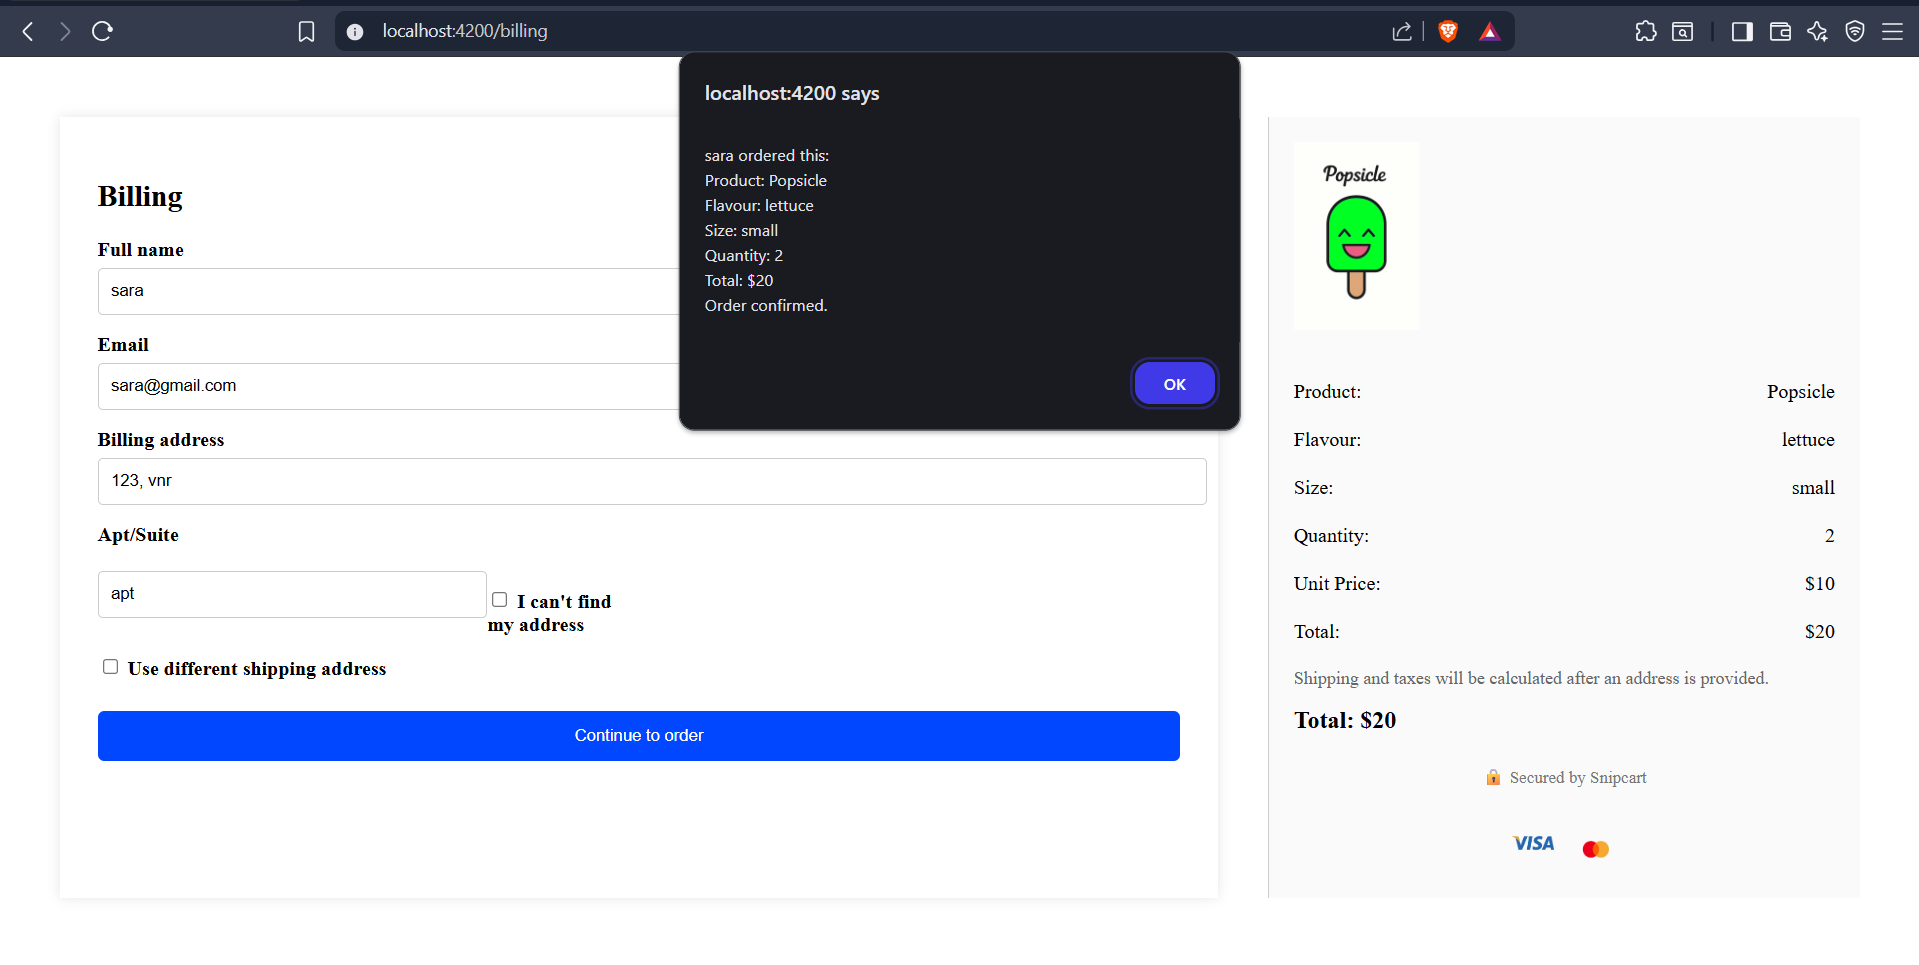 localhost:4200/billing
localhost:4200 says
sara ordered this:
Product: Popsicle
Flavour: lettuce
Size: small
Quantity: 2
Total: $20
Order confirmed.
OK
Billing
Full name
sara
Email
sara@gmail.com
Billing address
123, vnr
Apt/Suite
apt
I can't find
my address
Use different shipping address
Continue to order
Popsicle
Product: Popsicle
Flavour: lettuce
Size: small
Quantity: 2
Unit Price: $10
Total: $20
Shipping and taxes will be calculated after an address is provided.
Total: $20
Secured by Snipcart
VISA